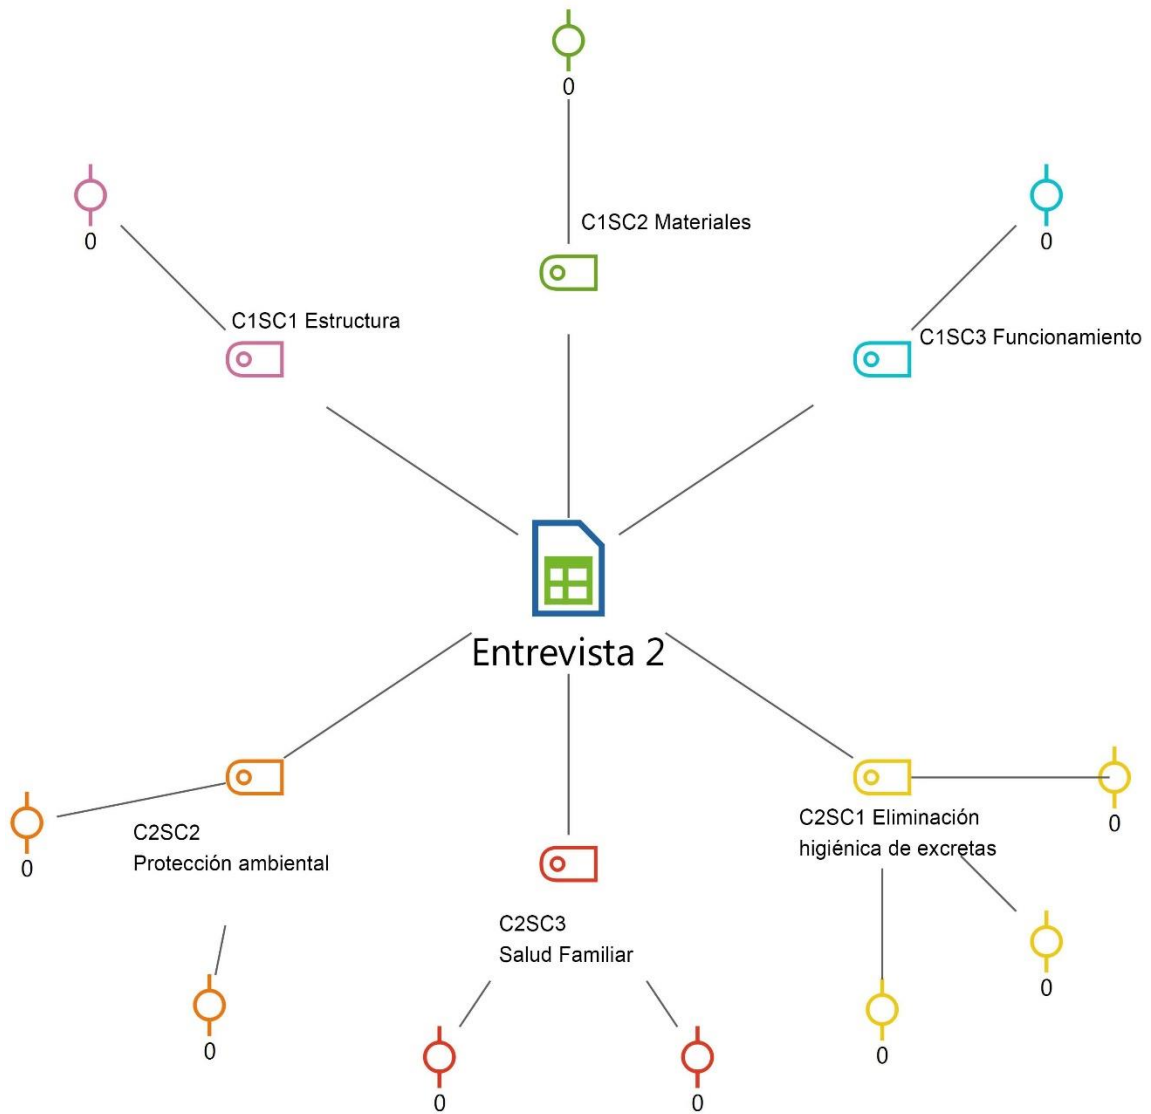 0
0
0
C1SC2 Materiales
C1SC1 Estructura
C1SC3 Funcionamiento
Entrevista 2
C2SC2
Protección ambiental
0
C2SC1 Eliminación
higiénica de excretas
0
C2SC3
Salud Familiar
0
0
0
0
0